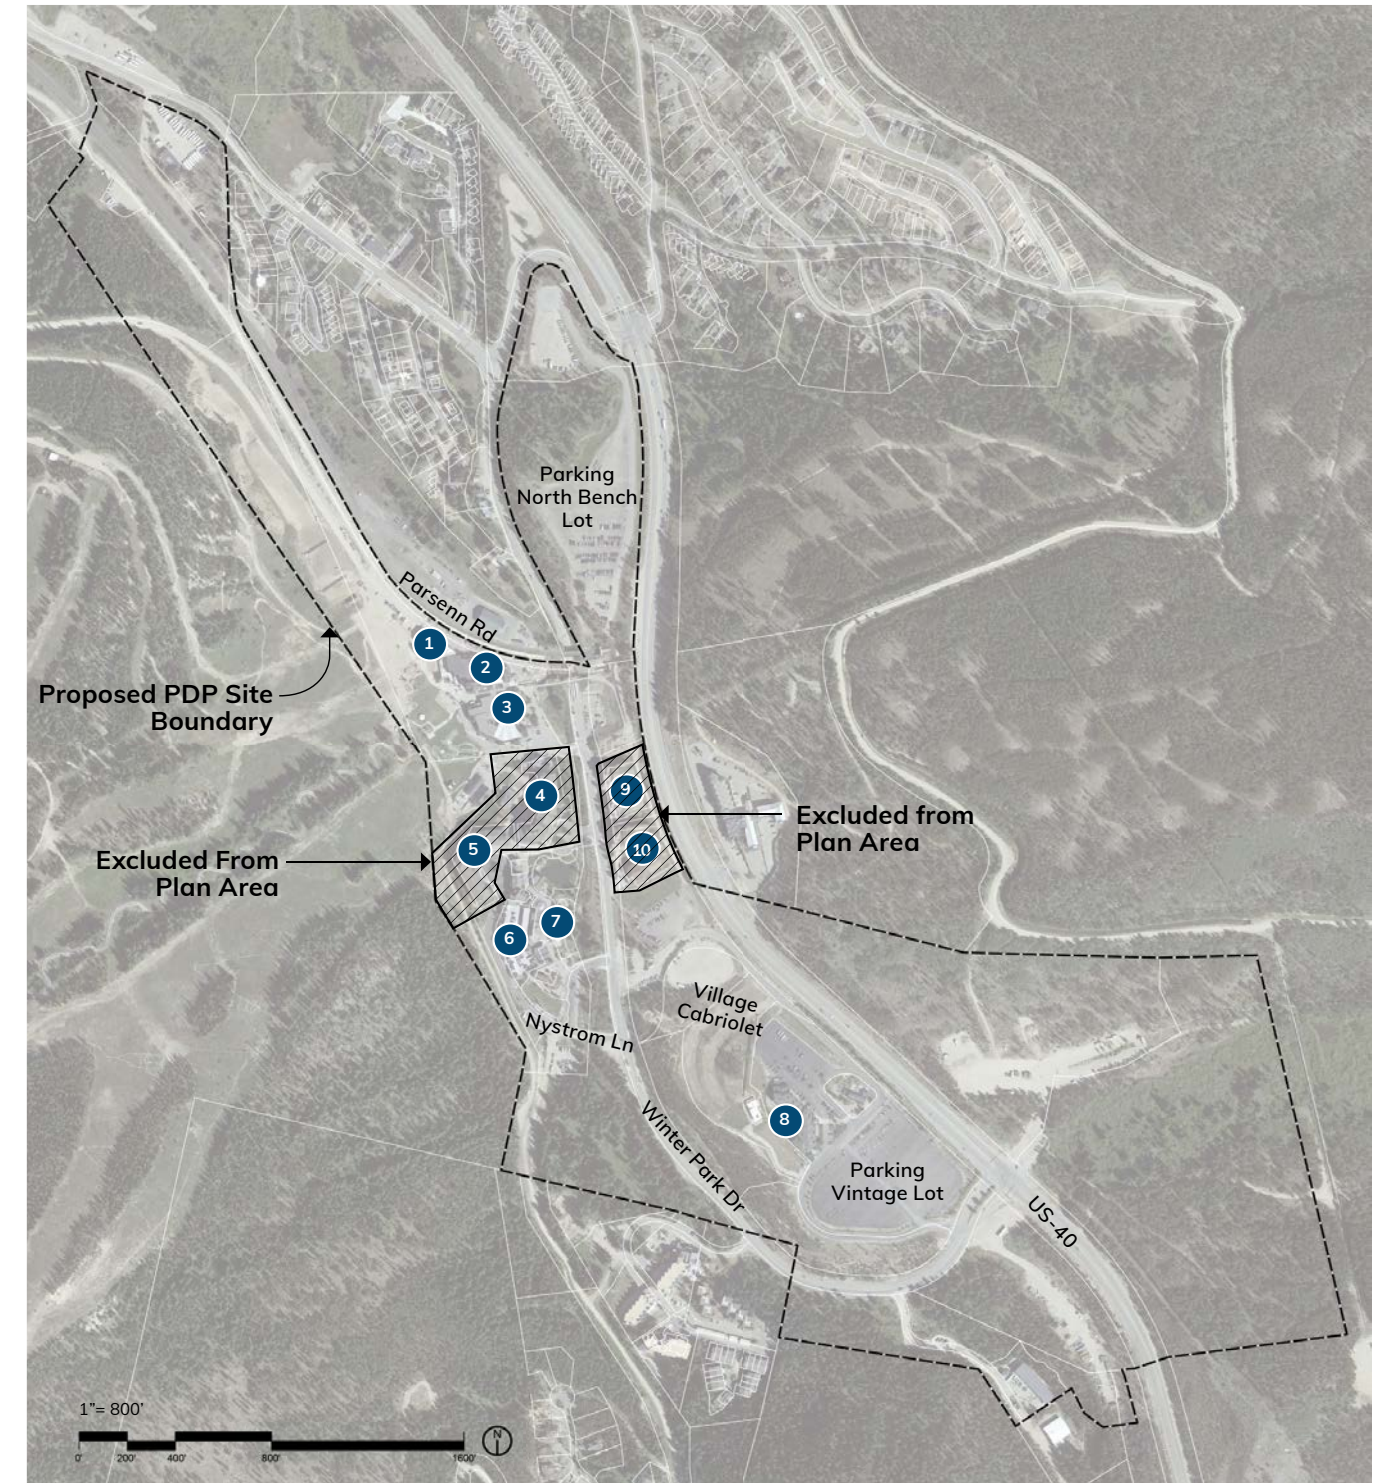 Parking
North Bench
Lot
Parsenn Rd
1
2
3
Proposed PDP Site
Boundary
4
9
Excluded from
Plan Area
5
10
Excluded From
Plan Area
7
6
Village
Cabriolet
Nystrom Ln
8
Winter Park Dr
Parking
Vintage Lot
US-40
1”= 800’
N
0' 200' 400' 800' 1600'